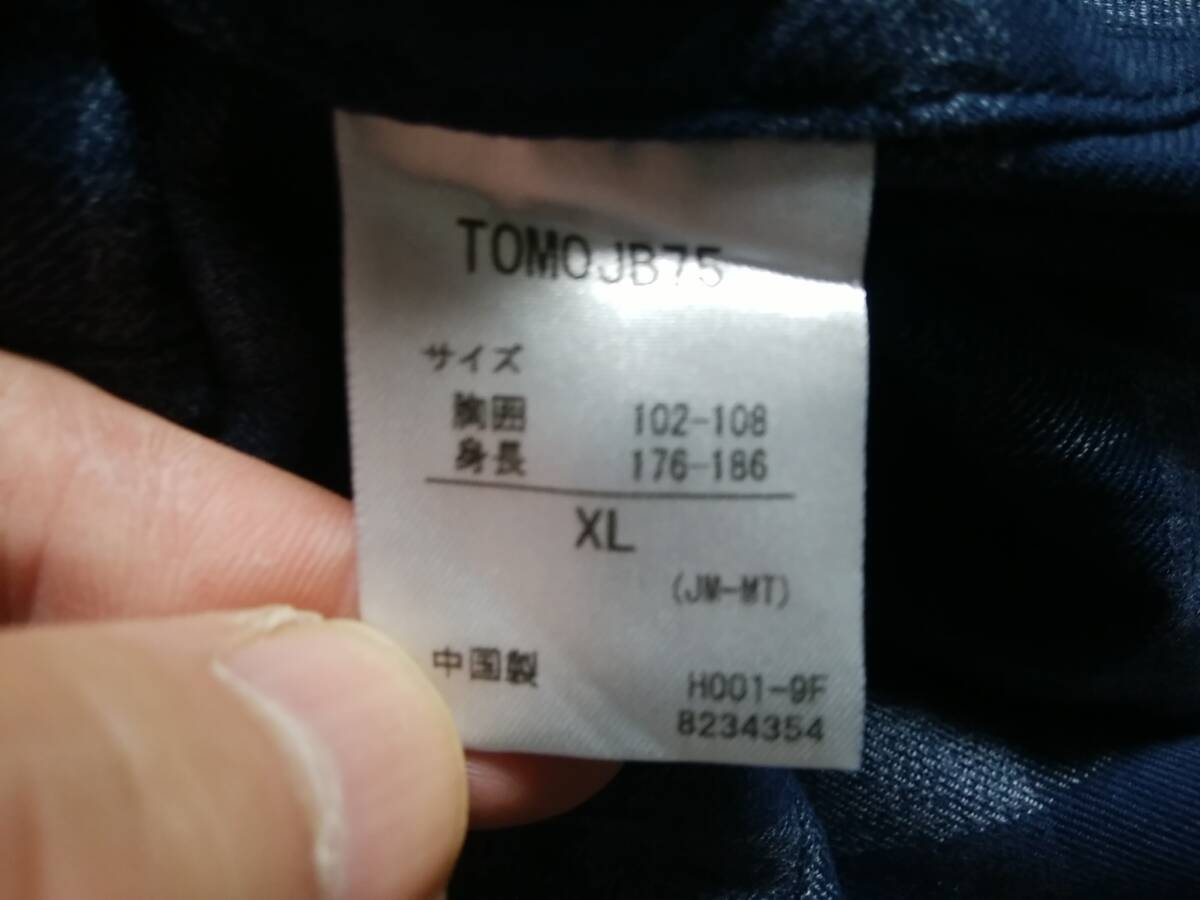 TOMOJB75
サイズ
胸囲 102-108
身長 176-186
XL
(JM-MT)
中国製 H001-9F
8234354